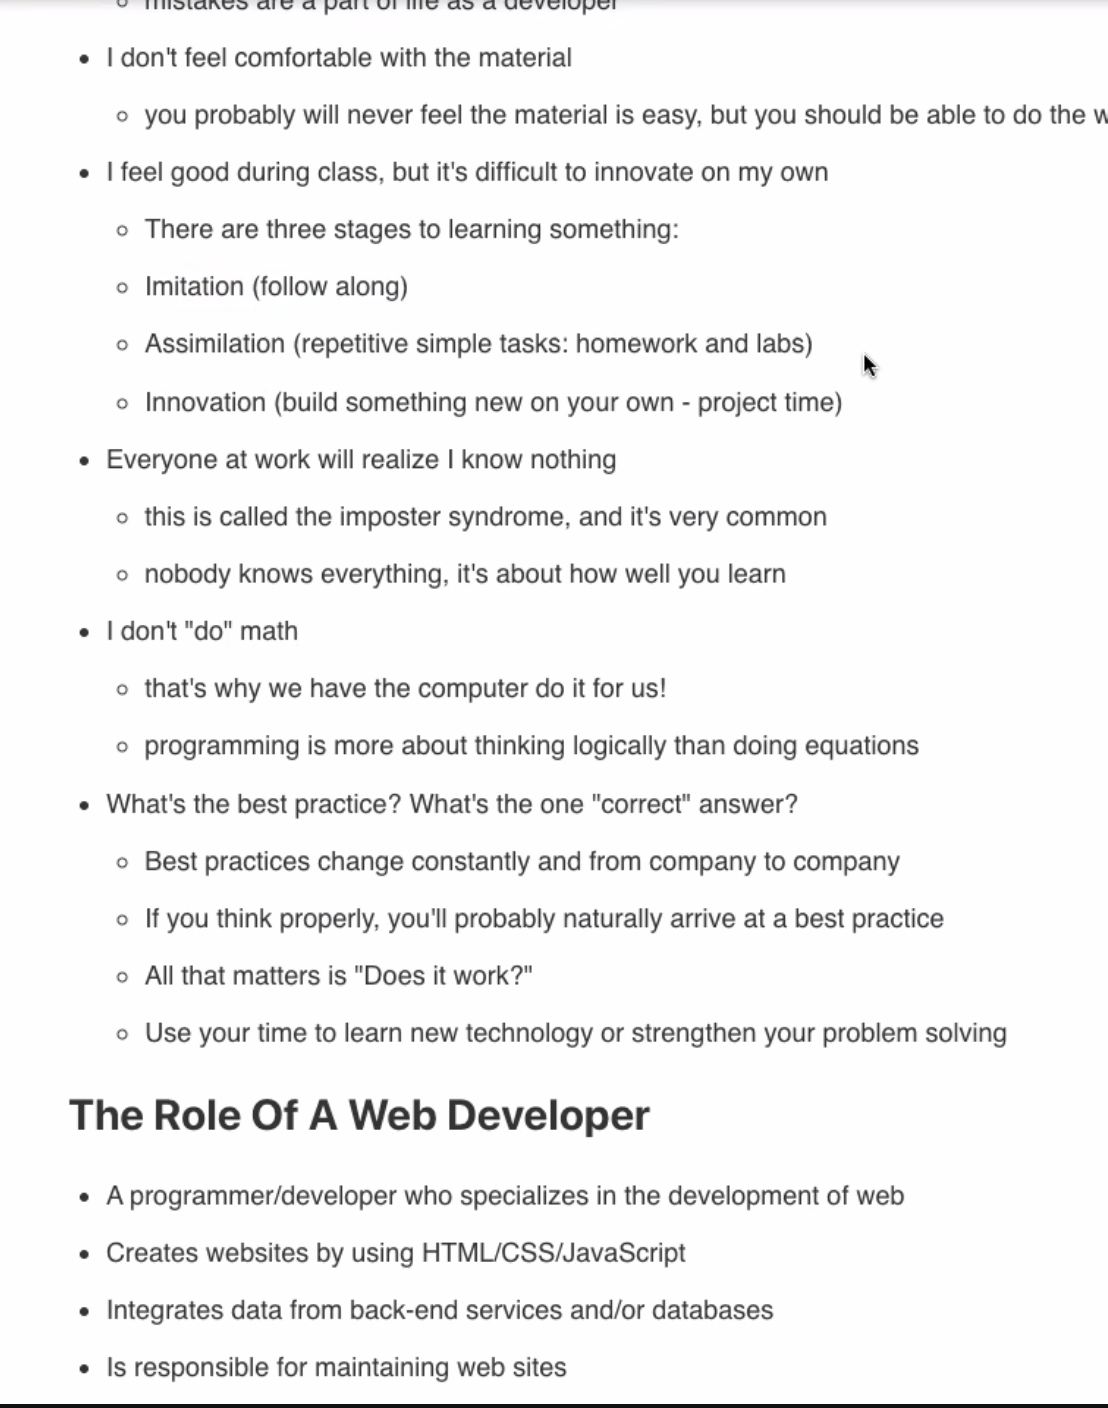 mistakes are a part of life as a developer
I don't feel comfortable with the material
you probably will never feel the material is easy, but you should be able to do the
I feel good during class, but it's difficult to innovate on my own
There are three stages to learning something:
Imitation (follow along)
Assimilation (repetitive simple tasks: homework and labs)
Innovation (build something new on your own - project time)
Everyone at work will realize I know nothing
this is called the imposter syndrome, and it's very common
nobody knows everything, it's about how well you learn
I don't "do" math
that's why we have the computer do it for us!
programming is more about thinking logically than doing equations
What's the best practice? What's the one "correct" answer?
Best practices change constantly and from company to company
If you think properly, you'll probably naturally arrive at a best practice
All that matters is "Does it work?"
Use your time to learn new technology or strengthen your problem solving
The Role Of A Web Developer
A programmer/developer who specializes in the development of web
Creates websites by using HTML/CSS/JavaScript
Integrates data from back-end services and/or databases
Is responsible for maintaining web sites